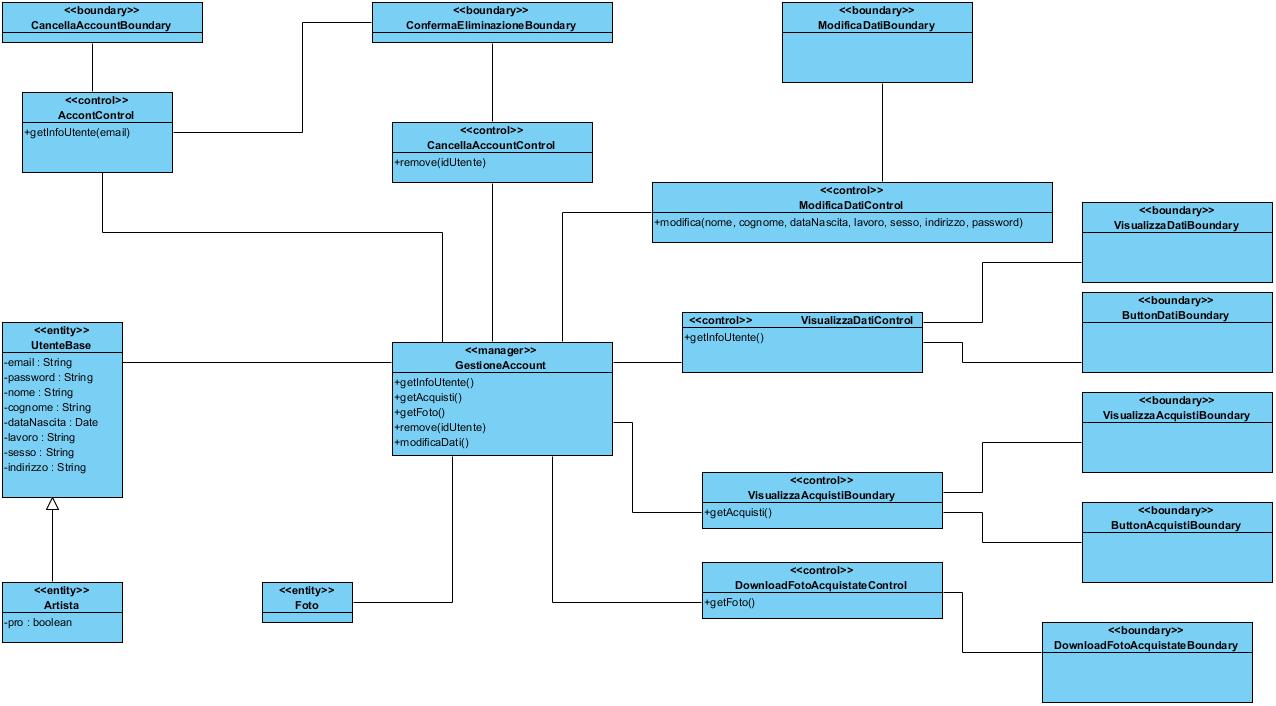 <<boundary>>
CancellaAccountBoundary
<<boundary>>
ConfermaEliminazioneBoundary
<<boundary>>
ModificaDatiBoundary
<<control>>
AccontControl
+getInfoUtente(email)
<<control>>
CancellaAccountControl
+remove(idUtente)
<<control>>
ModificaDatiControl
+modifica(nome, cognome, dataNascita, lavoro, sesso, indirizzo, password)
<<boundary>>
VisualizzaDatiBoundary
<<boundary>>
ButtonDatiBoundary
<<control>> VisualizzaDatiControl
+getInfoUtente()
<<entity>>
UtenteBase
-email : String
-password : String
-nome : String
-cognome : String
-dataNascita : Date
-lavoro : String
-sesso : String
-indirizzo : String
<<manager>>
GestioneAccount
+getInfoUtente()
+getAcquisti()
+getFoto()
+remove(idUtente)
+modificaDati()
<<boundary>>
VisualizzaAcquistiBoundary
<<control>>
VisualizzaAcquistiBoundary
+getAcquisti()
<<boundary>>
ButtonAcquistiBoundary
<<entity>>
Artista
-pro : boolean
<<entity>>
Foto
<<control>>
DownloadFotoAcquistateControl
+getFoto()
<<boundary>>
DownloadFotoAcquistateBoundary